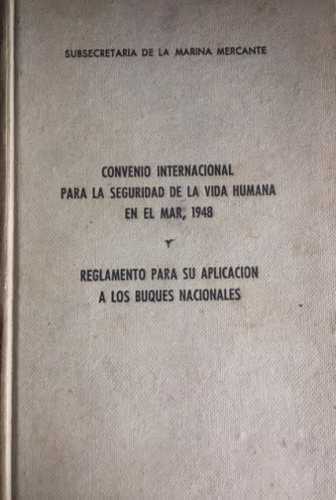 SUBSECRETARIA DE LA MARINA MERCANTE
CONVENIO INTERNACIONAL
PARA LA SEGURIDAD DE LA VIDA HUMANA
EN EL MAR, 1948
Y
REGLAMENTO PARA SU APLICACION
A LOS BUQUES NACIONALES